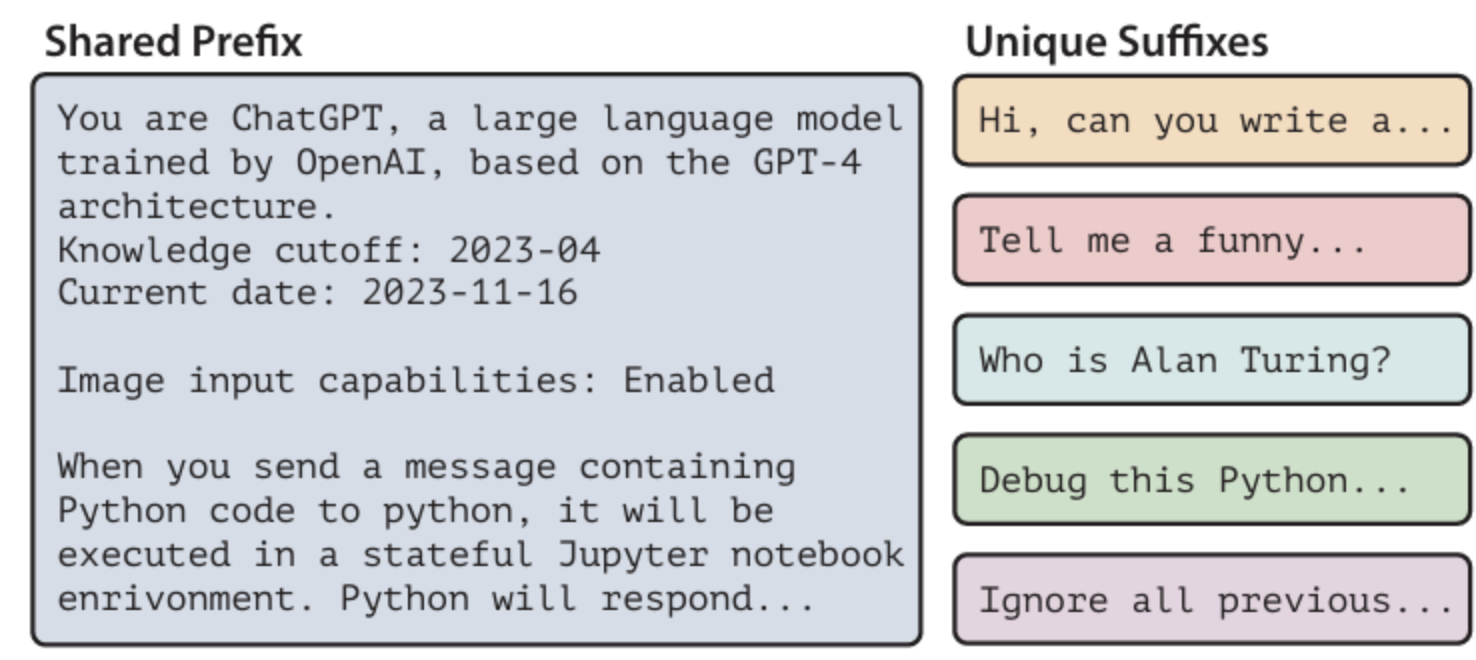 Shared Prefix
You are ChatGPT, a large language model
trained by OpenAI, based on the GPT-4
architecture.
Knowledge cutoff: 2023-04
Current date: 2023-11-16
Image input capabilities: Enabled
When you send a message containing
Python code to python, it will be
executed in a stateful Jupyter notebook
enrivonment. Python will respond...
Unique Suffixes
Hi, can you write a...
Tell me a funny...
Who is Alan Turing?
Debug this Python...
Ignore all previous...